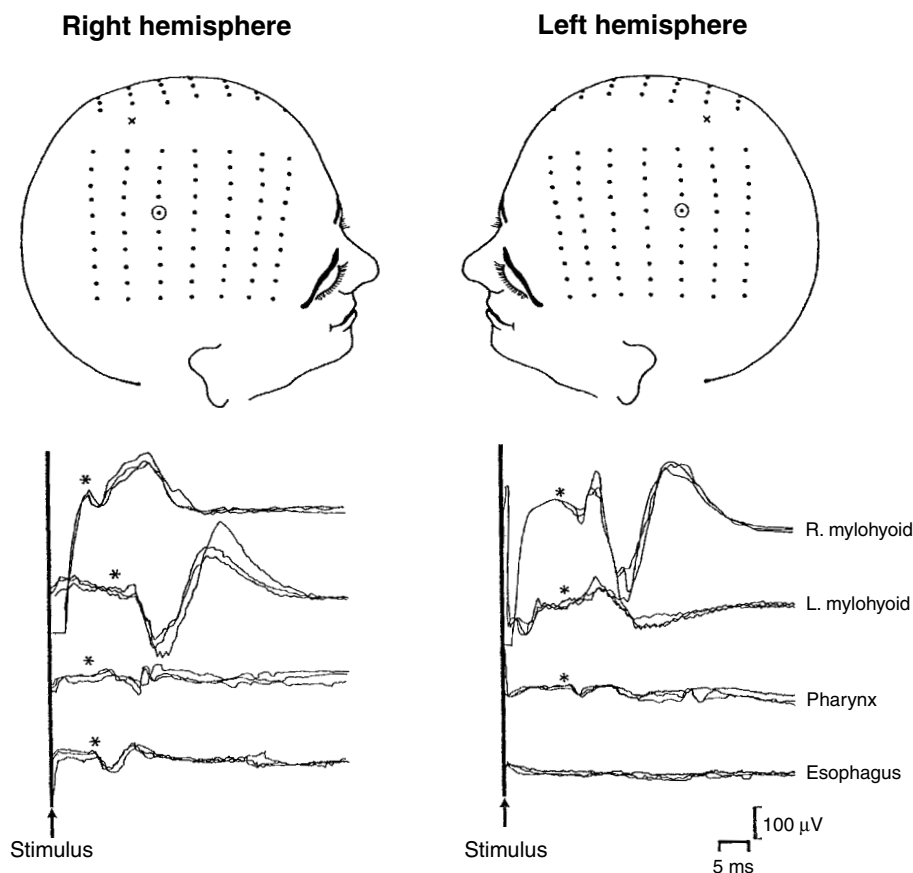 Right hemisphere
Left hemisphere
R. mylohyoid
L. mylohyoid
Pharynx
Esophagus
Stimulus
Stimulus
100 μV
5 ms